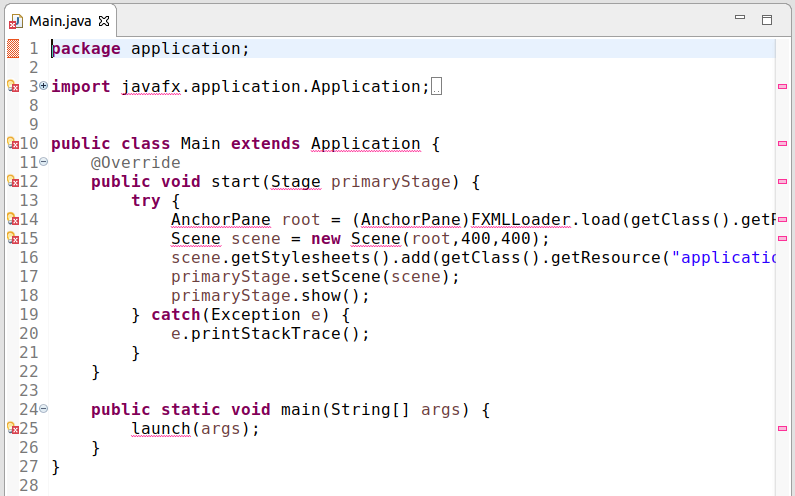 Main.java
1 package application;
2
3 import javafx.application.Application;
8
9
10 public class Main extends Application {
11 @Override
12 public void start(Stage primaryStage) {
13 try {
14 AnchorPane root = (AnchorPane)FXMLLoader.load(getClass().getR
15 Scene scene = new Scene(root,400,400);
16 scene.getStylesheets().add(getClass().getResource("applicatio
17 primaryStage.setScene(scene);
18 primaryStage.show();
19 } catch(Exception e) {
20 e.printStackTrace();
21 }
22 }
23
24 public static void main(String[] args) {
25 launch(args);
26 }
27 }
28